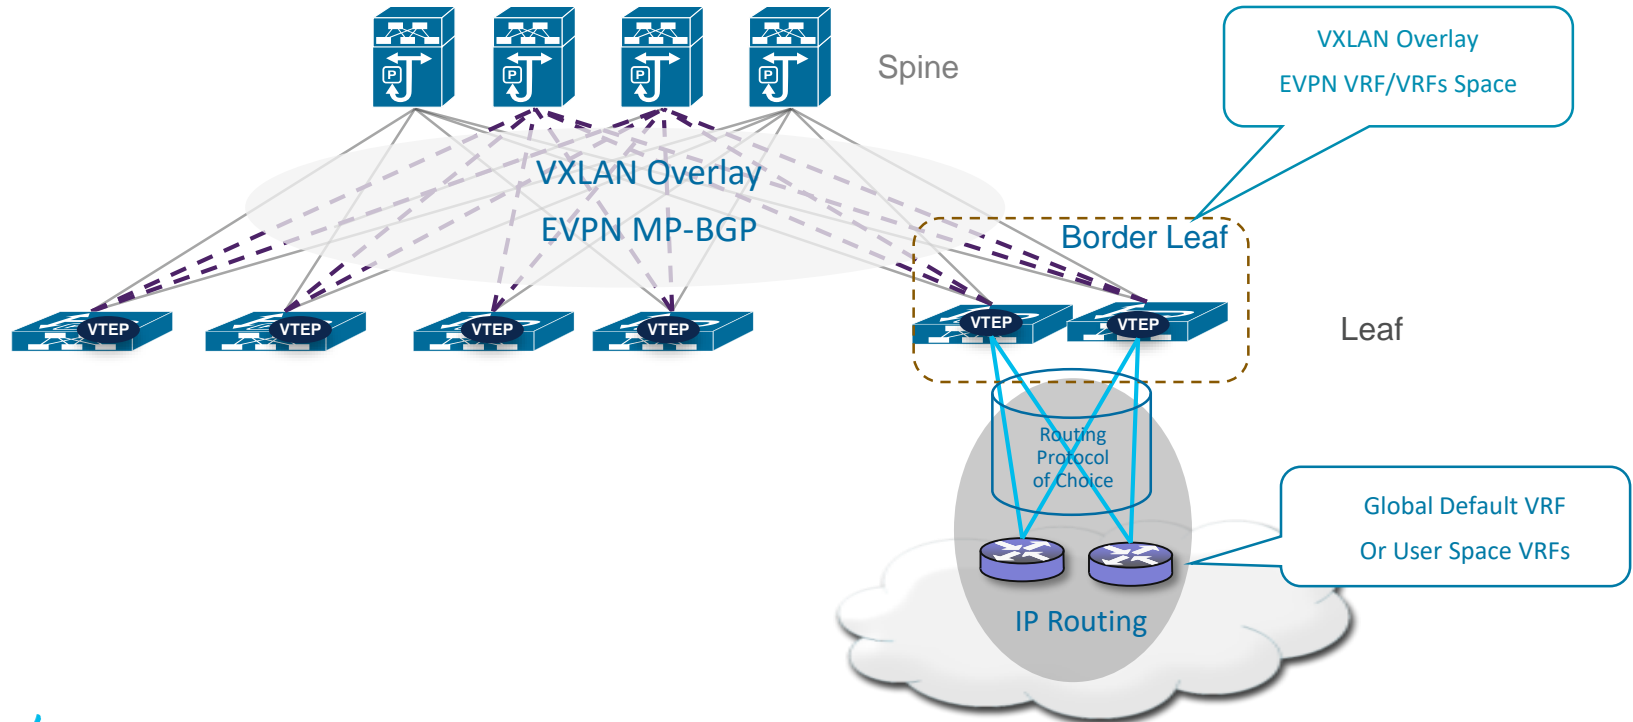 P
P
P
P
Spine
VXLAN Overlay
EVPN VRF/VRFs Space
VXLAN Overlay
EVPN MP-BGP
Border Leaf
VTEP
VTEP
VTEP
VTEP
VTEP
VTEP
Leaf
Routing
Protocol
of Choice
Global Default VRF
Or User Space VRFs
IP Routing